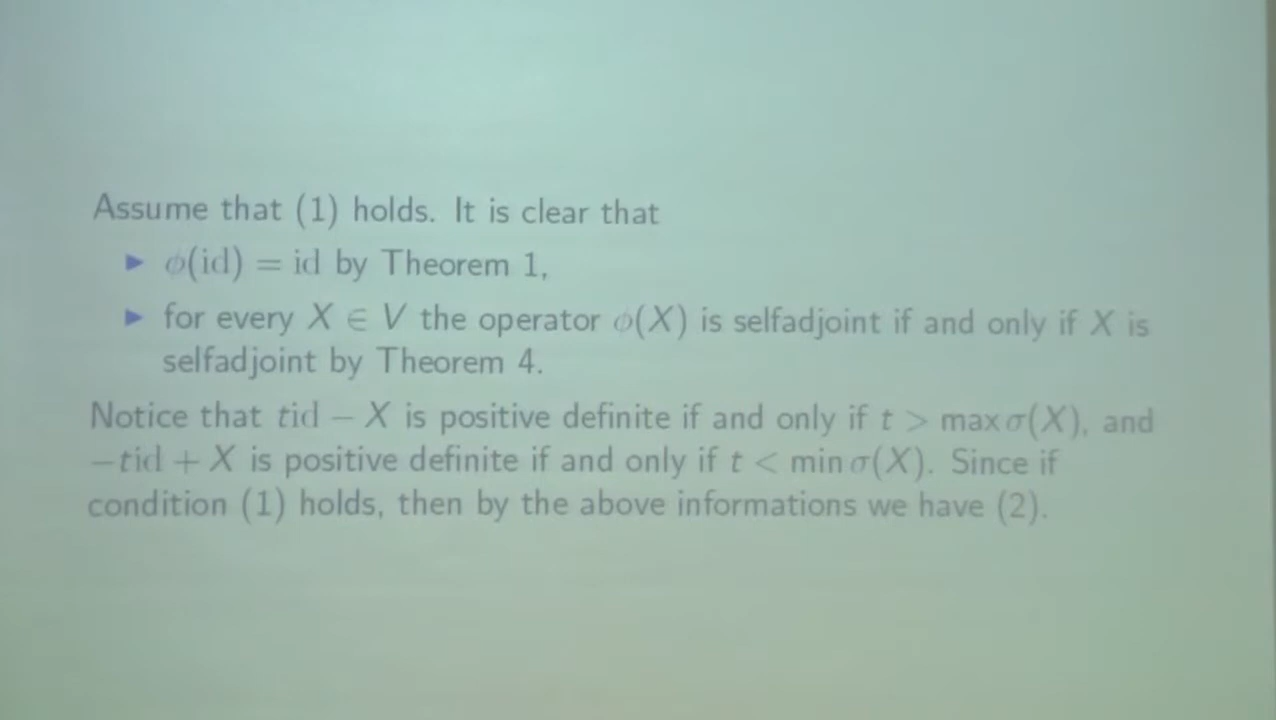 Assume that (1) holds. It is clear that
▶ ϕ(id) = id by Theorem 1,
▶ for every X ∈ V the operator ϕ(X) is selfadjoint if and only if X is
selfadjoint by Theorem 4.
Notice that tid − X is positive definite if and only if t > max σ(X), and
−tid + X is positive definite if and only if t < min σ(X). Since if
condition (1) holds, then by the above informations we have (2).